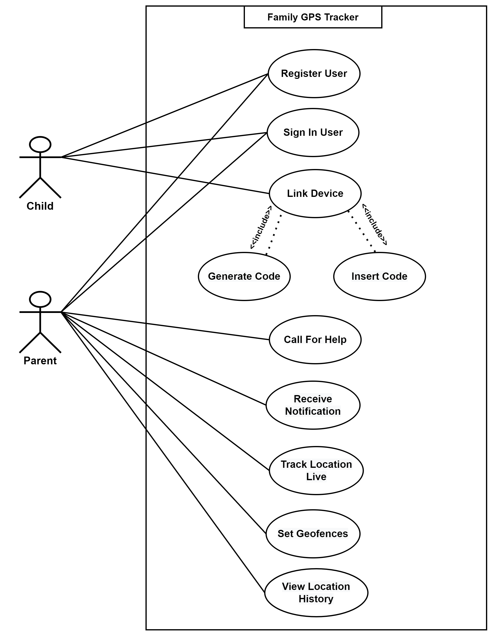 Family GPS Tracker
Register User
Sign In User
Child
Link Device
<<include>>
<<include>>
Generate Code
Insert Code
Parent
Call For Help
Receive
Notification
Track Location
Live
Set Geofences
View Location
History